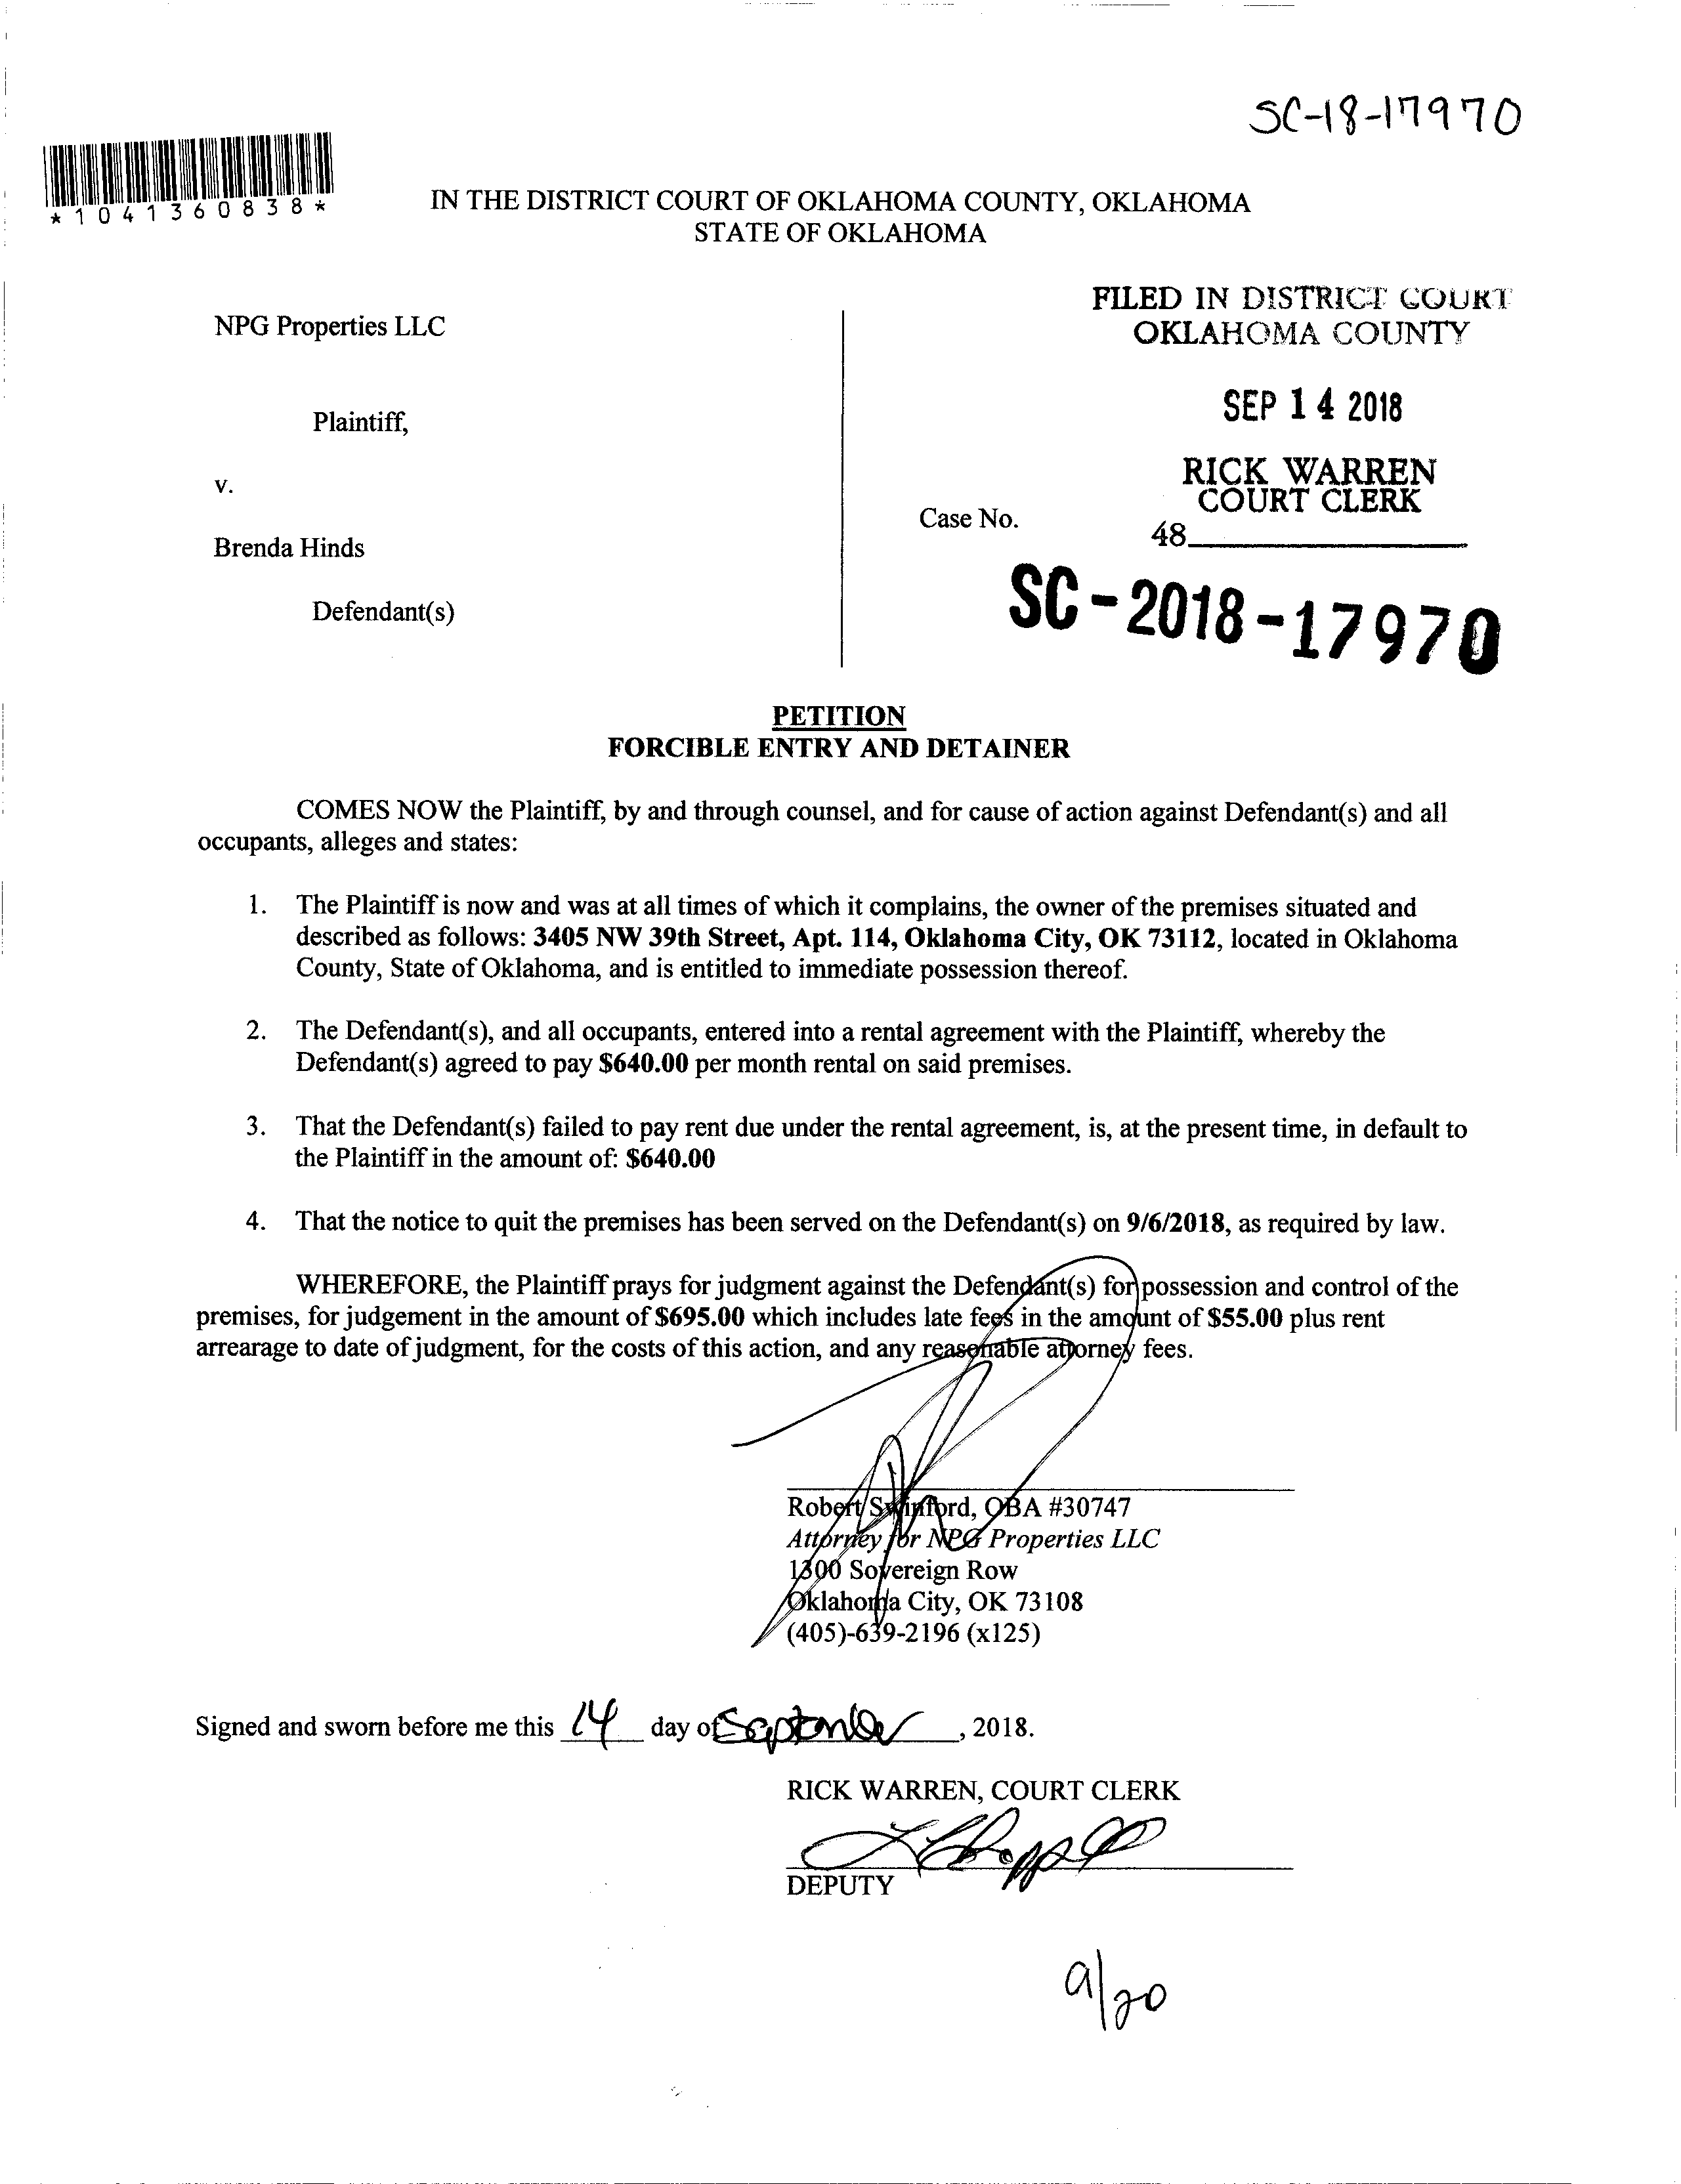 SC-18-17970
*1041360838*
IN THE DISTRICT COURT OF OKLAHOMA COUNTY, OKLAHOMA
STATE OF OKLAHOMA
FILED IN DISTRICT COURT
OKLAHOMA COUNTY
SEP 14 2018
RICK WARREN
COURT CLERK
48
NPG Properties LLC
Plaintiff,
v.
Brenda Hinds
Defendant(s)
Case No.
SC-2018-17970
PETITION
FORCIBLE ENTRY AND DETAINER
COMES NOW the Plaintiff, by and through counsel, and for cause of action against Defendant(s) and all
occupants, alleges and states:
1. The Plaintiff is now and was at all times of which it complains, the owner of the premises situated and
described as follows: 3405 NW 39th Street, Apt. 114, Oklahoma City, OK 73112, located in Oklahoma
County, State of Oklahoma, and is entitled to immediate possession thereof.
2. The Defendant(s), and all occupants, entered into a rental agreement with the Plaintiff, whereby the
Defendant(s) agreed to pay $640.00 per month rental on said premises.
3. That the Defendant(s) failed to pay rent due under the rental agreement, is, at the present time, in default to
the Plaintiff in the amount of: $640.00
4. That the notice to quit the premises has been served on the Defendant(s) on 9/6/2018, as required by law.
WHEREFORE, the Plaintiff prays for judgment against the Defendant(s) for possession and control of the
premises, for judgement in the amount of $695.00 which includes late fees in the amount of $55.00 plus rent
arrearage to date of judgment, for the costs of this action, and any reasonable attorney fees.
Robert Swinford, OBA #30747
Attorney for NPG Properties LLC
1300 Sovereign Row
Oklahoma City, OK 73108
(405)-639-2196 (x125)
Signed and sworn before me this 14 day of September, 2018.
RICK WARREN, COURT CLERK
DEPUTY
9/20